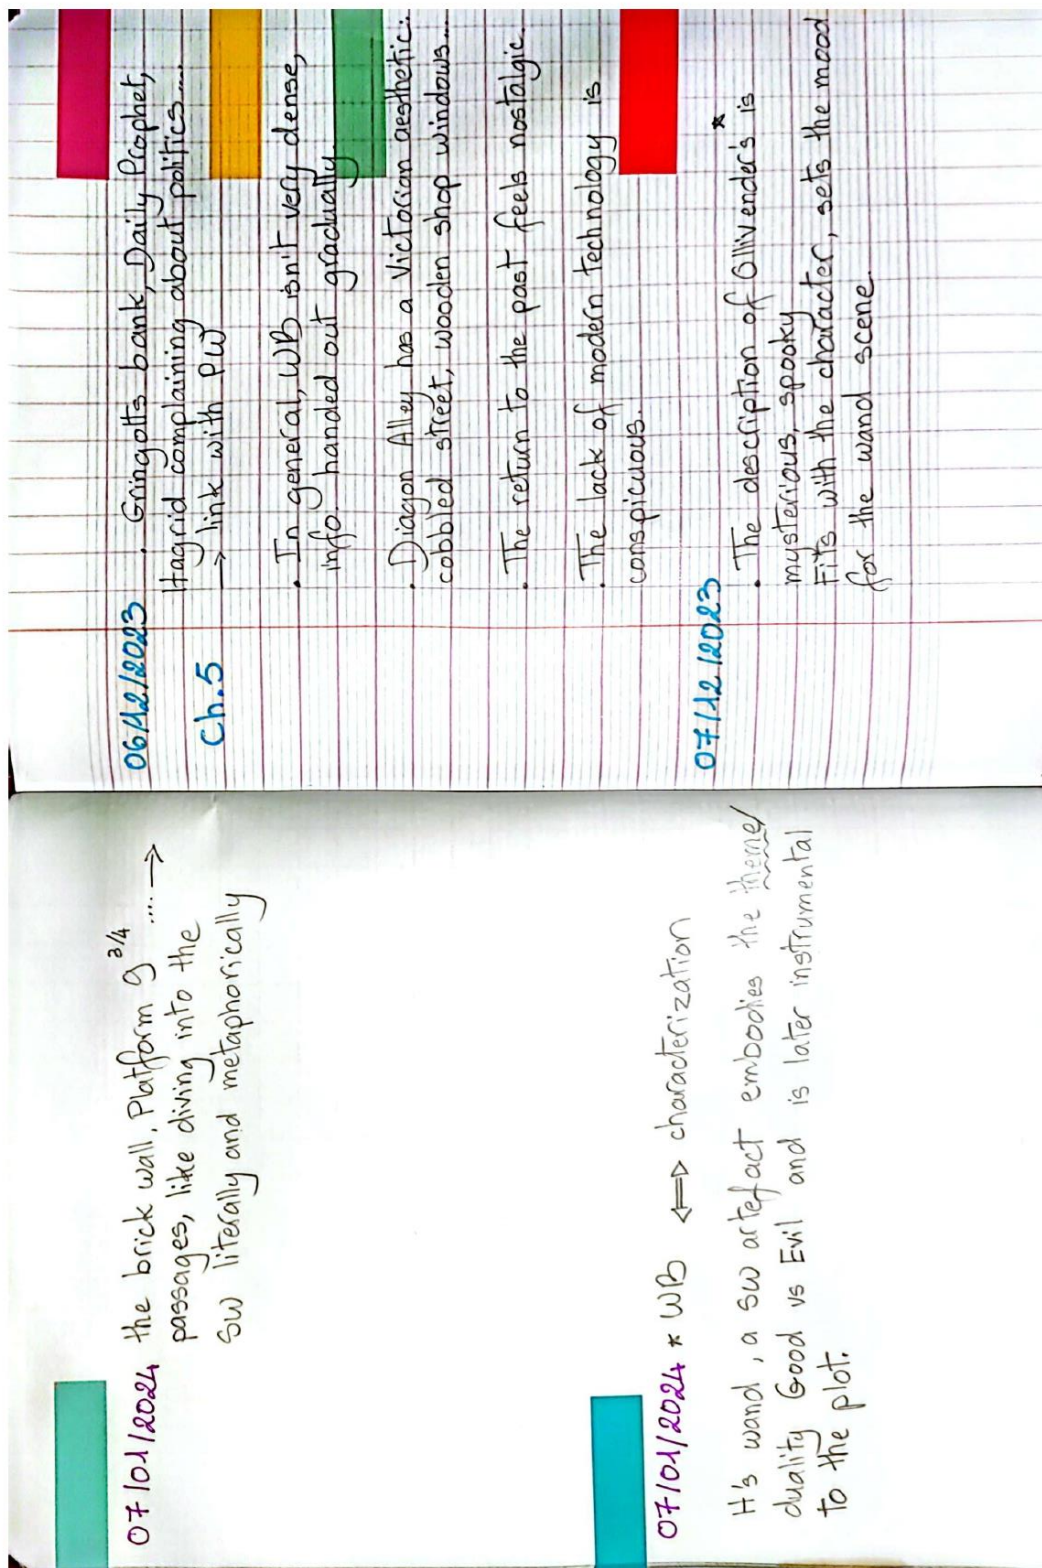 07/01/2024 the brick wall, Platform 9 3/4 .... →
passages, like diving into the
SW literally and metaphorically
07/01/2024 * WB ⇔ characterization
H's wand, a SW artefact embodies the theme/
duality Good vs Evil and is later instrumental
to the plot.
06/12/2023 . Gringotts bank, Daily Prophet,
Hagrid complaining about politics.....
Ch.5 → link with PW
. In general, WB isn't very dense,
info handed out gradually
. Diagon Alley has a Victorian aesthetic:
cobbled street, wooden shop windows...
. The return to the past feels nostalgic
. The lack of modern technology is
conspicuous.
07/12/2023 *
. The description of Ollivender's is
mysterious, spooky
Fits with the character, sets the mood
for the wand scene